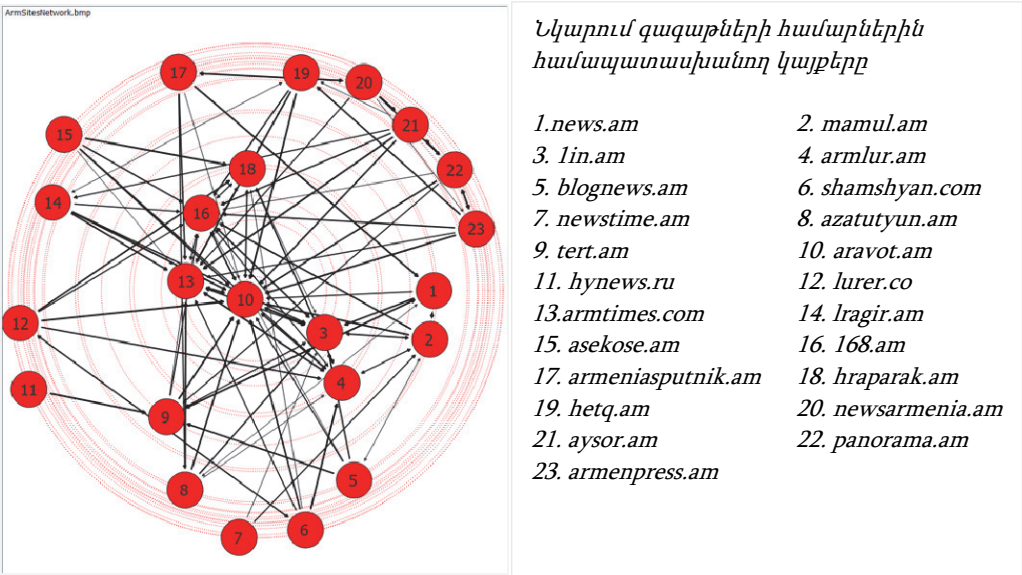 ArmSitesNetwork.bmp
Նկարում գագաթների համարներին
համապատասխանող կայքերը
1.news.am 2. mamul.am
3. 1in.am 4. armlur.am
5. blognews.am 6. shamshyan.com
7. newstime.am 8. azatutyun.am
9. tert.am 10. aravot.am
11. hynews.ru 12. lurer.co
13.armtimes.com 14. lragir.am
15. asekose.am 16. 168.am
17. armeniasputnik.am 18. hraparak.am
19. hetq.am 20. newsarmenia.am
21. aysor.am 22. panorama.am
23. armenpress.am
17
19
20
21
15
18
22
14
16
23
13
10
1
12
3
2
4
11
9
5
8
6
7